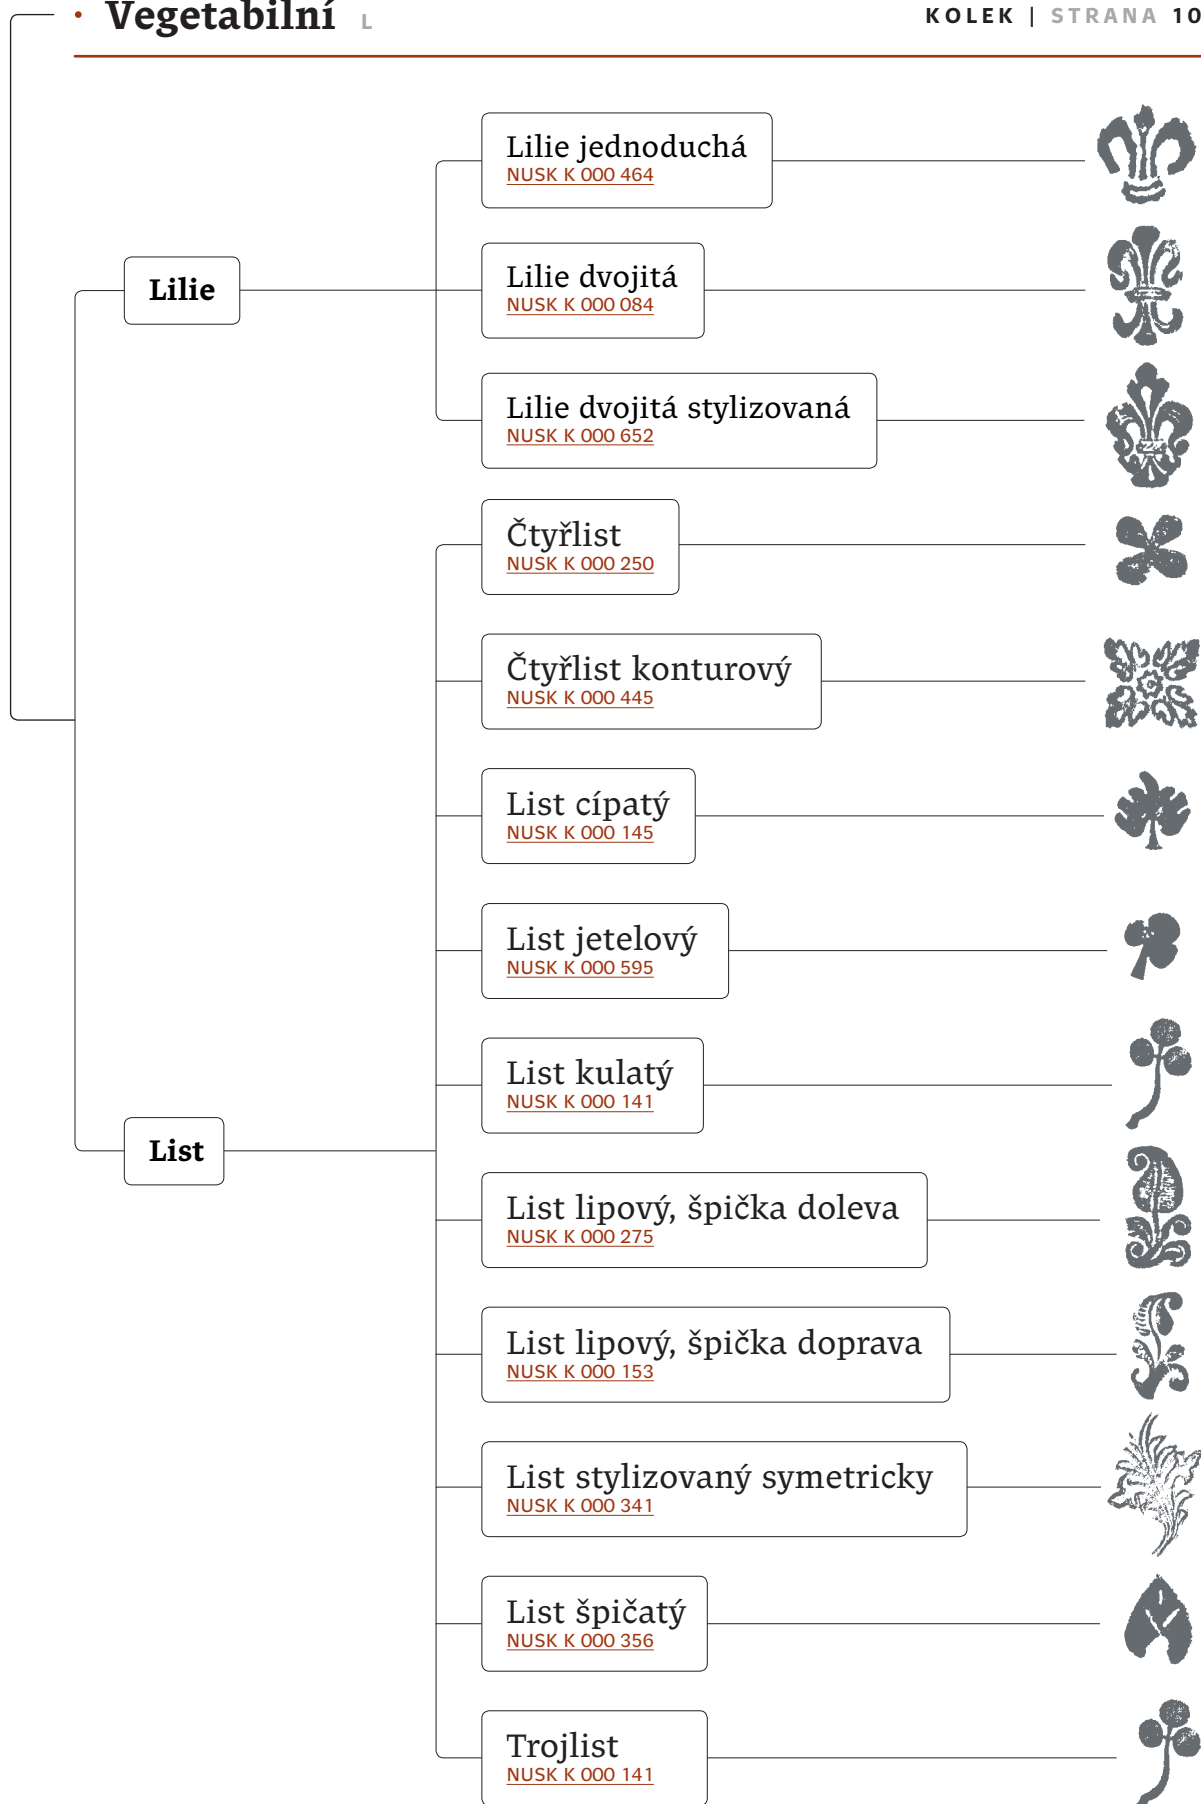 • Vegetabilní L
KOLEK | STRANA 10
Lilie
Lilie jednoduchá
NUSK K 000 464
Lilie dvojitá
NUSK K 000 084
Lilie dvojitá stylizovaná
NUSK K 000 652
List
Čtyřlist
NUSK K 000 250
Čtyřlist konturový
NUSK K 000 445
List cípatý
NUSK K 000 145
List jetelový
NUSK K 000 595
List kulatý
NUSK K 000 141
List lipový, špička doleva
NUSK K 000 275
List lipový, špička doprava
NUSK K 000 153
List stylizovaný symetricky
NUSK K 000 341
List špičatý
NUSK K 000 356
Trojlist
NUSK K 000 141